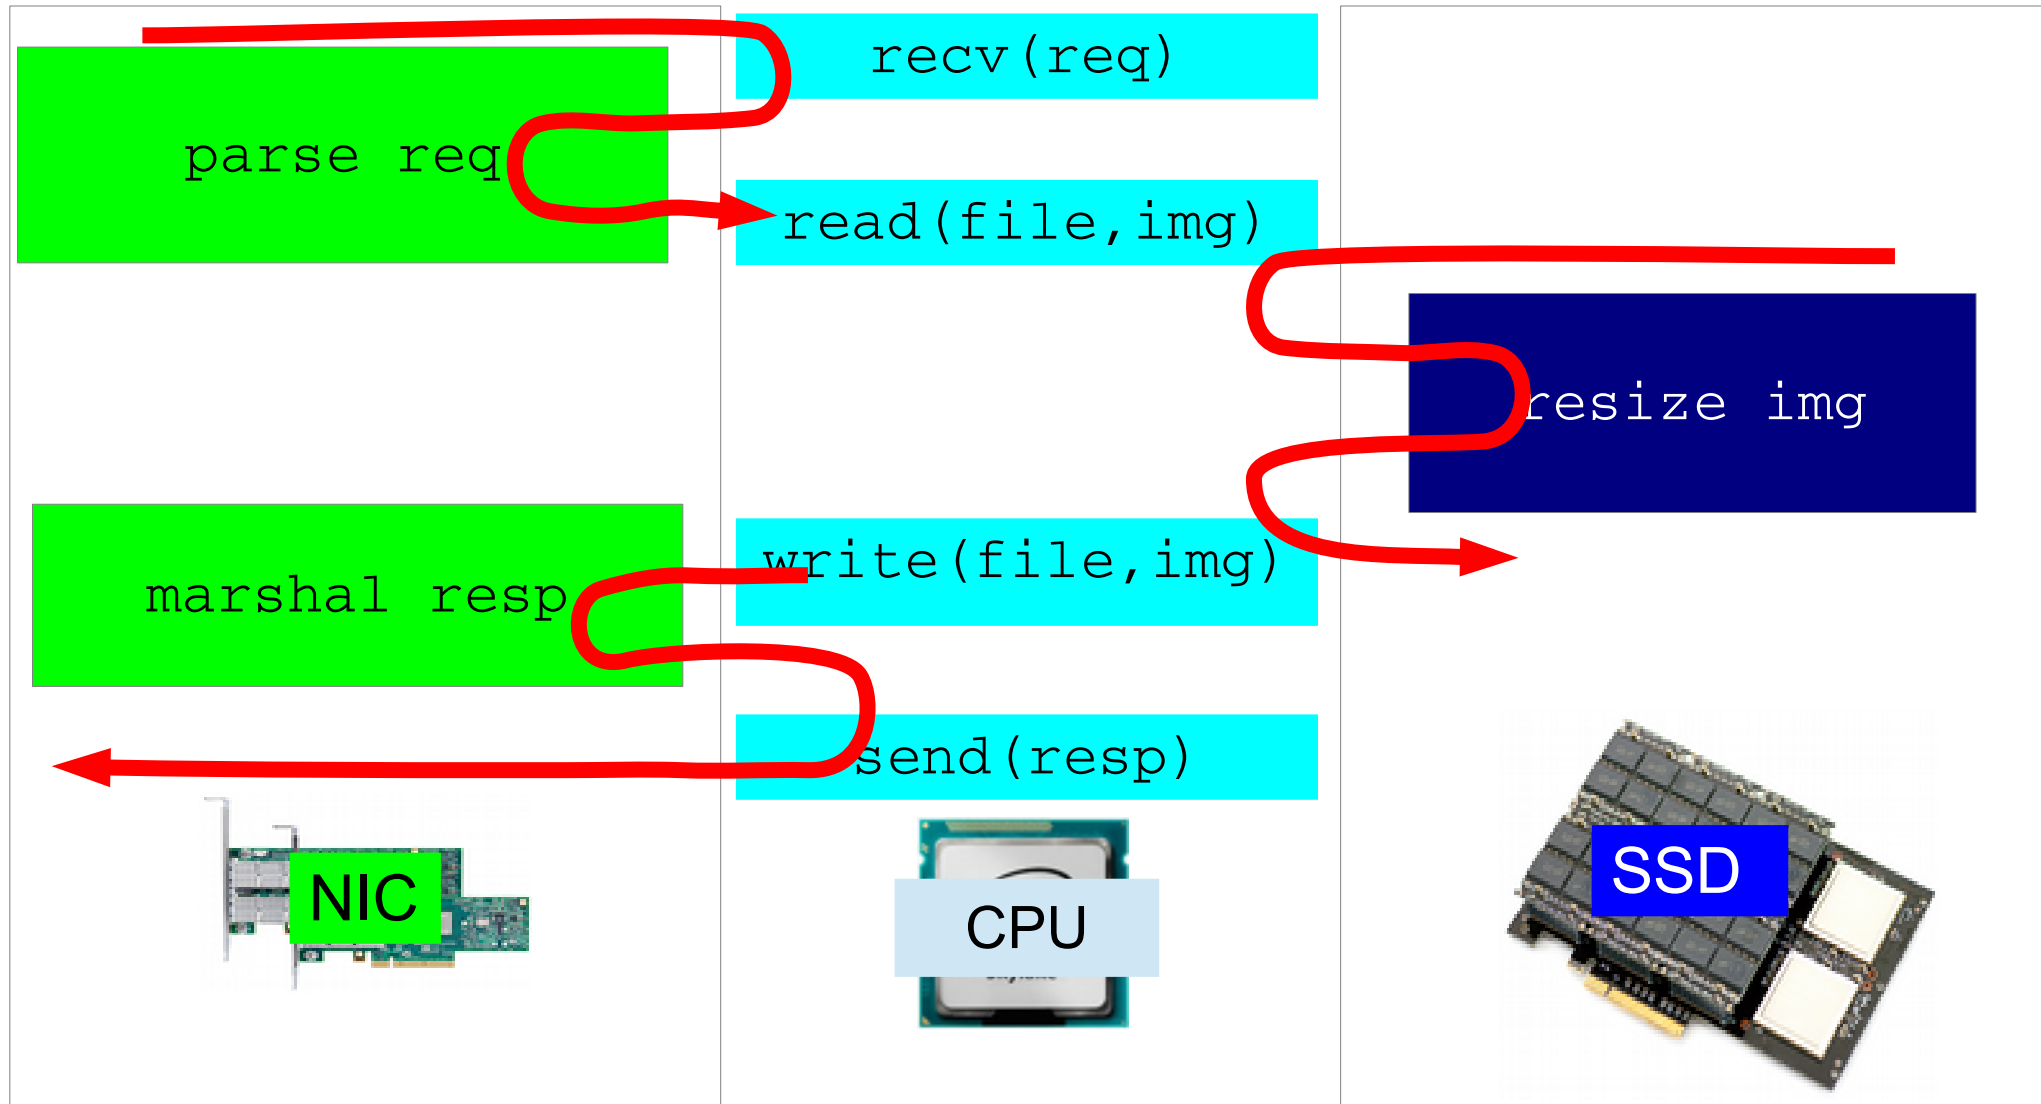 recv(req)
parse req
read(file,img)
resize img
write(file,img)
marshal resp
send(resp)
NIC
CPU
SSD